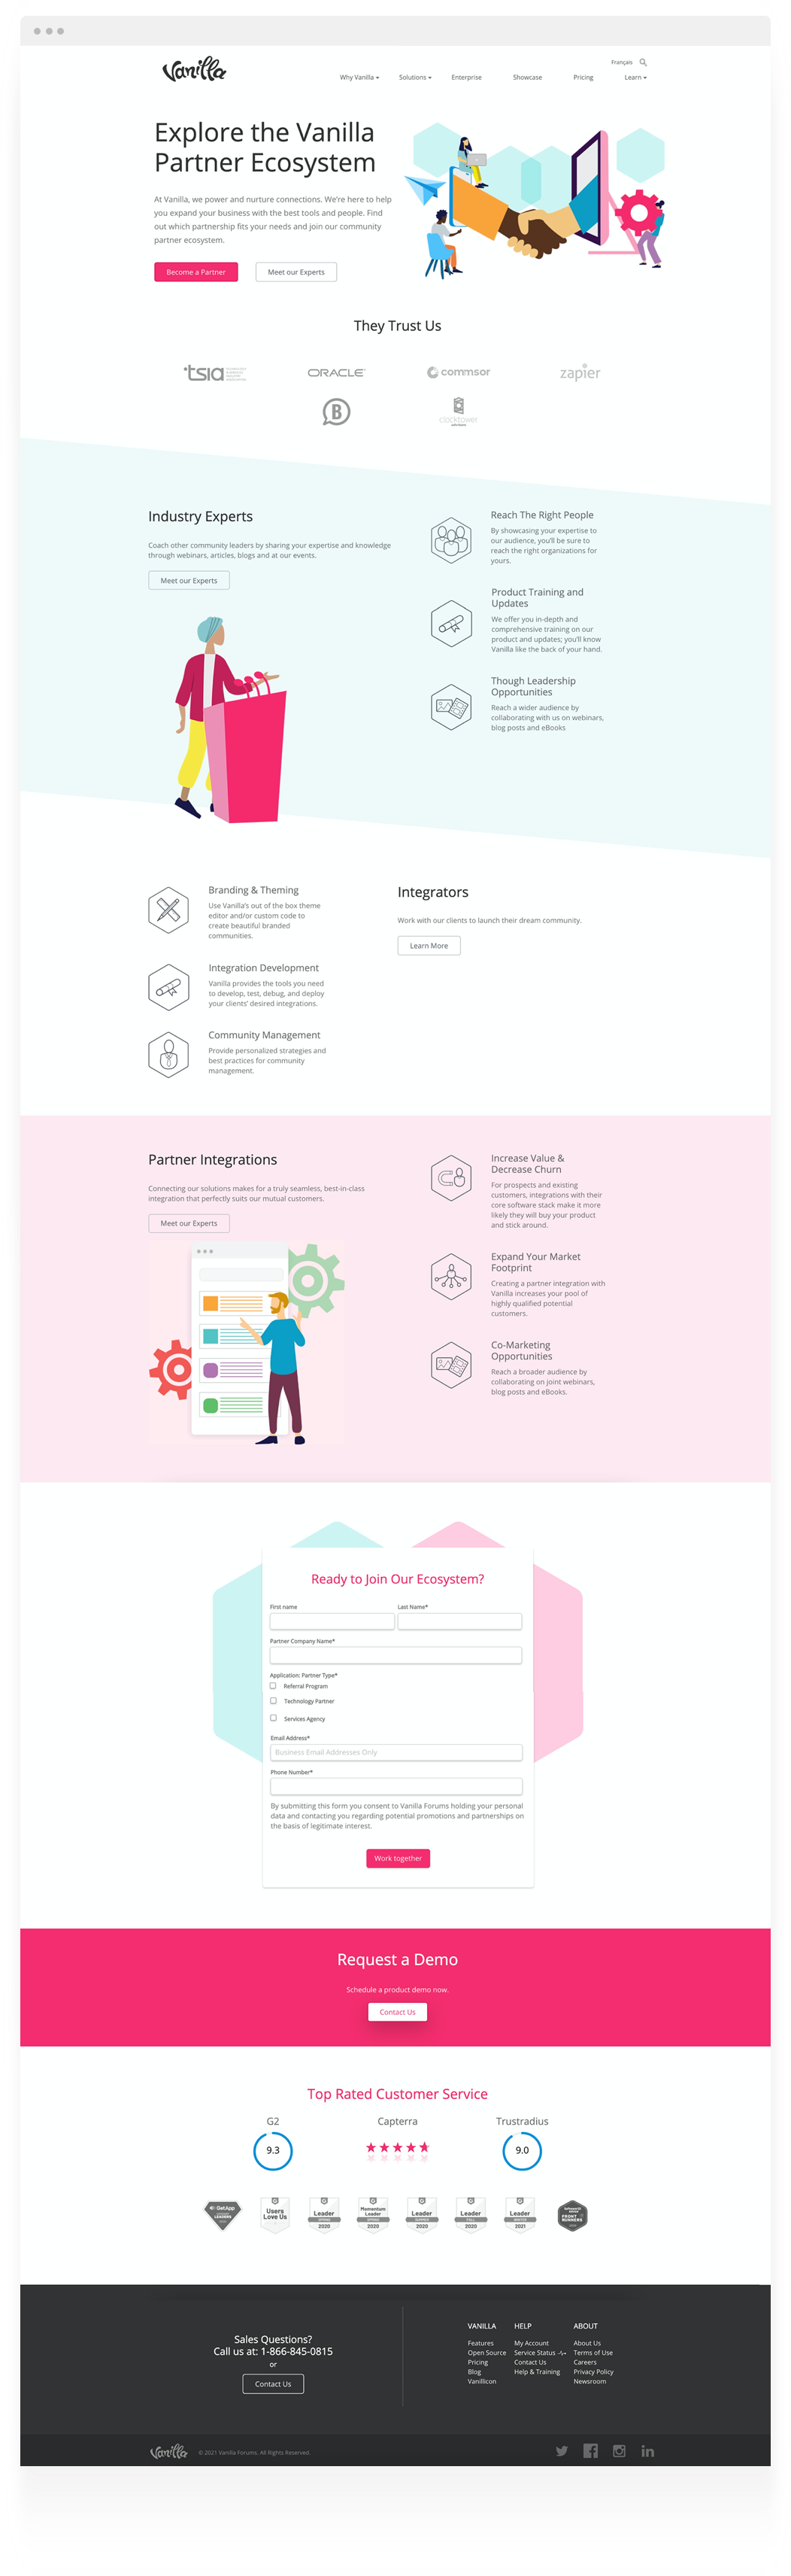 Vanilla
Français
Why Vanilla Solutions Enterprise Showcase Pricing Learn
Explore the Vanilla
Partner Ecosystem
At Vanilla, we power and nurture connections. We're here to help
you expand your business with the best tools and people. Find
out which partnership fits your needs and join our community
partner ecosystem.
Become a Partner Meet our Experts
They Trust Us
tsia
ORACLE commsor zapier
B clocktower
Industry Experts
Coach other community leaders by sharing your expertise and knowledge
through webinars, articles, blogs and at our events.
Meet our Experts
Reach The Right People
By showcasing your expertise to
our audience, you'll be sure to
reach the right organizations for
yours.
Product Training and
Updates
We offer you in-depth and
comprehensive training on our
product and updates; you'll know
Vanilla like the back of your hand.
Though Leadership
Opportunities
Reach a wider audience by
collaborating with us on webinars,
blog posts and eBooks
Branding & Theming
Use Vanilla's out of the box theme
editor and/or custom code to
create beautiful branded
communities.
Integration Development
Vanilla provides the tools you need
to develop, test, debug, and deploy
your clients' desired integrations.
Community Management
Provide personalized strategies and
best practices for community
management.
Integrators
Work with our clients to launch their dream community.
Learn More
Partner Integrations
Connecting our solutions makes for a truly seamless, best-in-class
integration that perfectly suits our mutual customers.
Meet our Experts
Increase Value &
Decrease Churn
For prospects and existing
customers, integrations with their
core software stack make it more
likely they will buy your product
and stick around.
Expand Your Market
Footprint
Creating a partner integration with
Vanilla increases your pool of
highly qualified potential
customers.
Co-Marketing
Opportunities
Reach a broader audience by
collaborating on joint webinars,
blog posts and eBooks.
Ready to Join Our Ecosystem?
First name Last Name*
Partner Company Name*
Application: Partner Type*
Referral Program
Technology Partner
Services Agency
Email Address*
Business Email Addresses Only
Phone Number*
By submitting this form you consent to Vanilla Forums holding your personal
data and contacting you regarding potential promotions and partnerships on
the basis of legitimate interest.
Work together
Request a Demo
Schedule a product demo now.
Contact Us
Top Rated Customer Service
G2 Capterra Trustradius
9.3 9.0
GetApp
LEADERS
Users
Love Us
Leader
SPRING
2020
Momentum
Leader
SPRING
2020
Leader
SUMMER
2020
Leader
FALL
2020
Leader
WINTER
2021
FRONT
RUNNERS
Sales Questions?
Call us at: 1-866-845-0815
or
Contact Us
VANILLA
Features
Open Source
Pricing
Blog
Vanillicon
HELP
My Account
Service Status
Contact Us
Help & Training
ABOUT
About Us
Terms of Use
Careers
Privacy Policy
Newsroom
Vanilla © 2021 Vanilla Forums. All Rights Reserved.